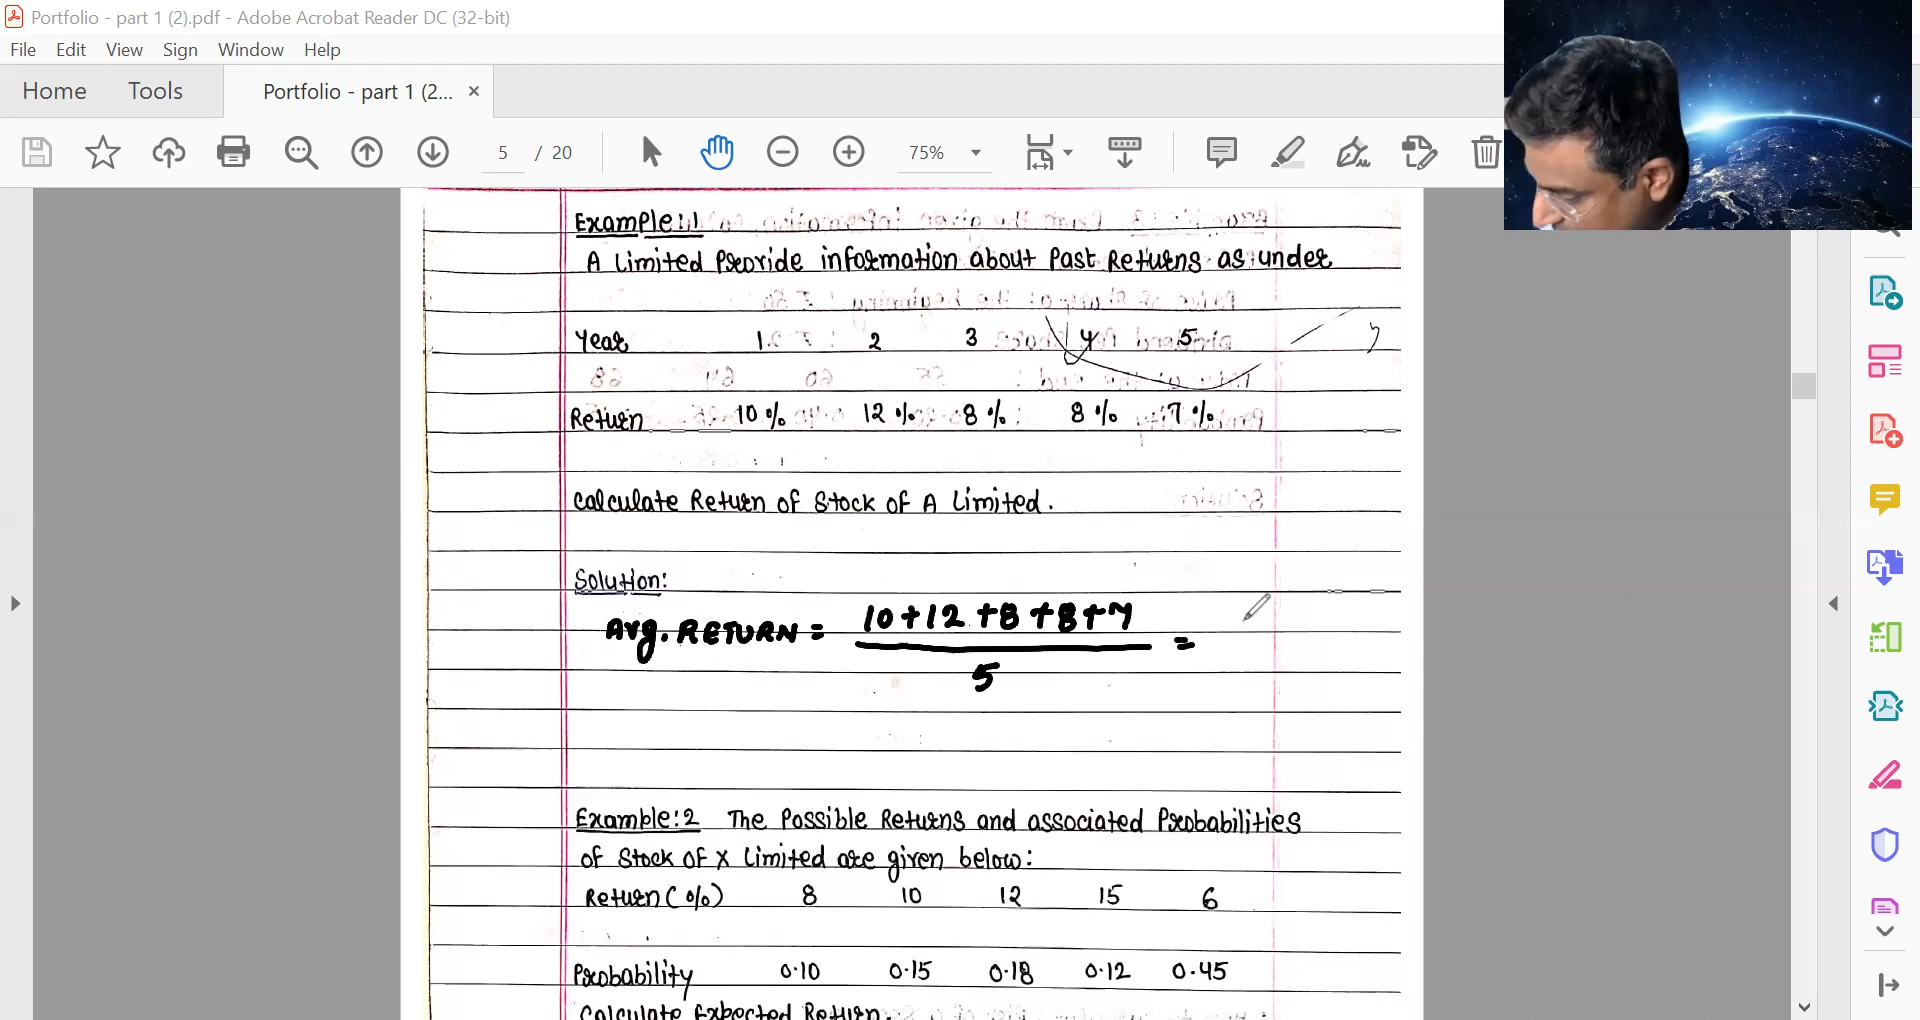 Portfolio - part 1 (2).pdf - Adobe Acrobat Reader DC (32-bit)
File Edit View Sign Window Help
Home Tools Portfolio - part 1 (2... ×
5 / 20 75%
Example:1
A Limited Provide information about Past Returns as under
Year 1. 2 3 4 5
Return 10% 12% 8% 8% 7%
Calculate Return of Stock of A Limited.
Solution:
Avg. RETURN = 10+12+8+8+7 =
5
Example:2 The Possible Returns and associated Probabilities
of Stock of X Limited are given below:
Return(%) 8 10 12 15 6
Probability 0.10 0.15 0.18 0.12 0.45
Calculate Expected Return.